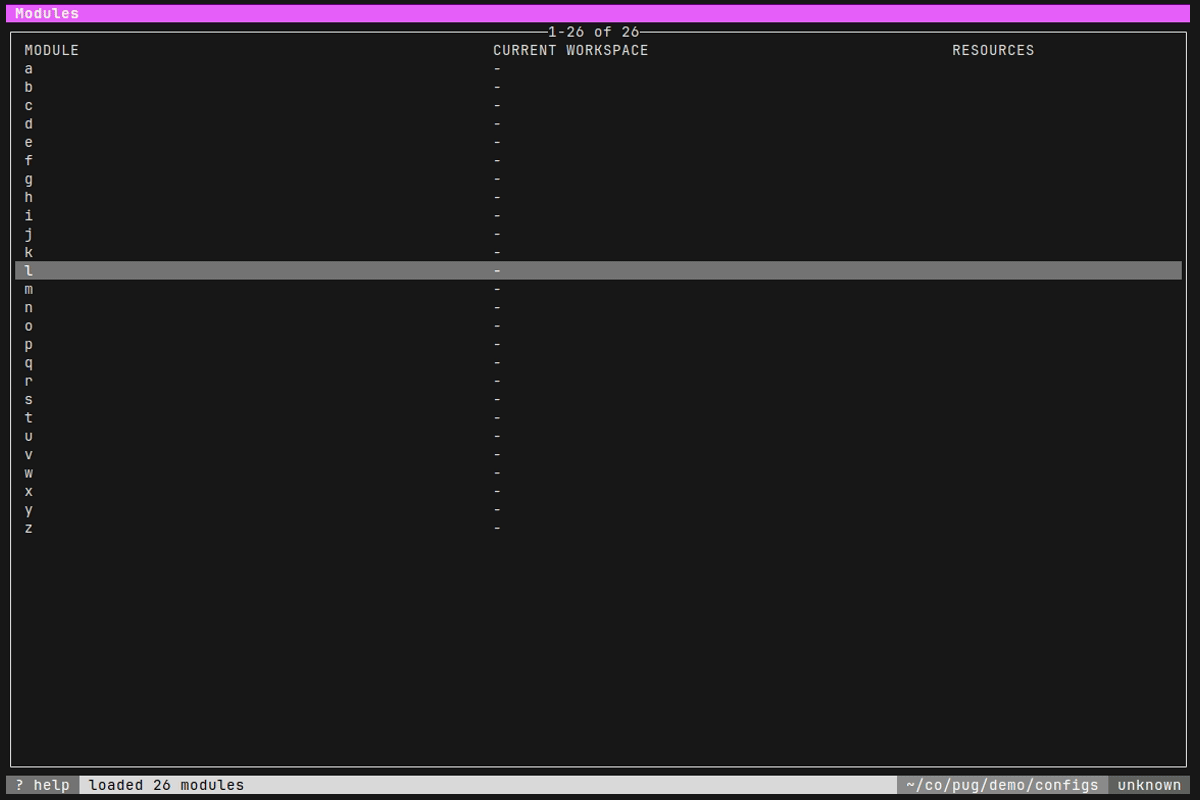 Modules
1-26 of 26
MODULE CURRENT WORKSPACE RESOURCES
a -
b -
c -
d -
e -
f -
g -
h -
i -
j -
k -
l -
m -
n -
o -
p -
q -
r -
s -
t -
u -
v -
w -
x -
y -
z -
? help loaded 26 modules ~/co/pug/demo/configs unknown